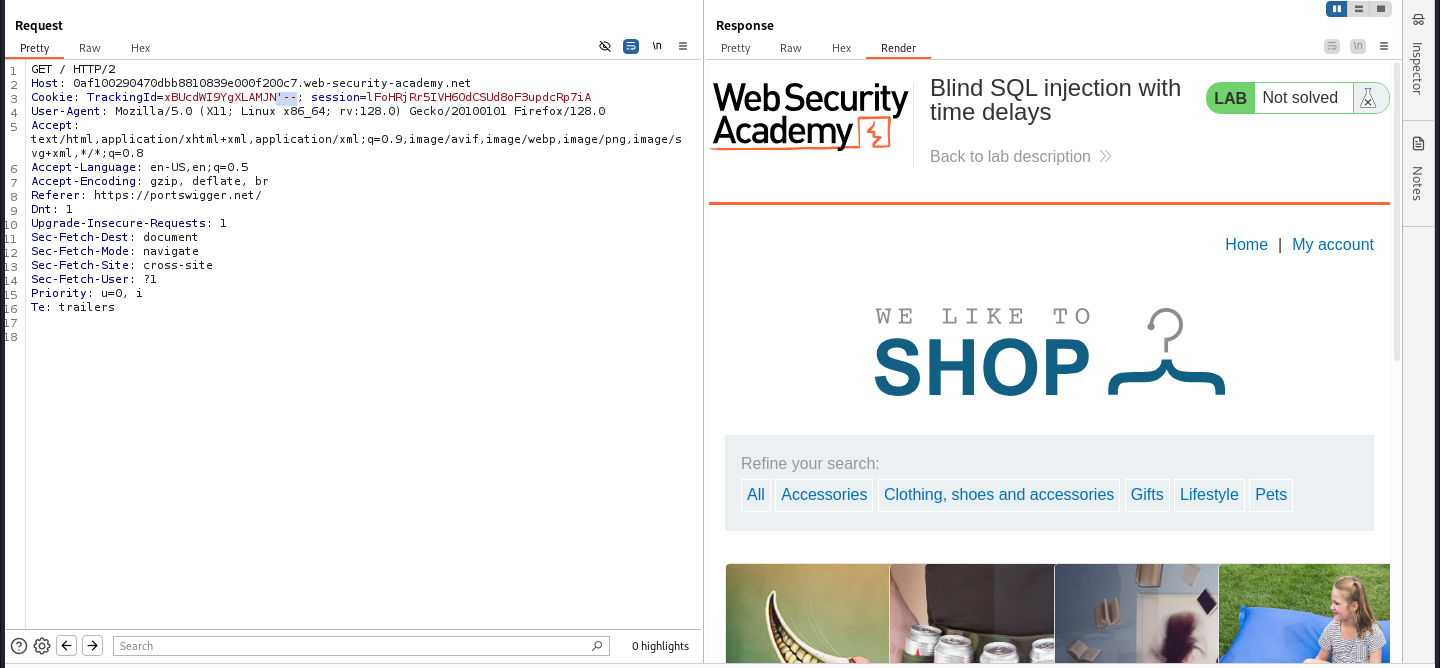 Request
Pretty Raw Hex
\n
1 GET / HTTP/2
2 Host: 0af100290470dbb8810839e000f200c7.web-security-academy.net
3 Cookie: TrackingId=xBUcdWI9YgXLAMJN'--; session=lFoHRjRr5IVH6OdCSUd8oF3updcRp7iA
4 User-Agent: Mozilla/5.0 (X11; Linux x86_64; rv:128.0) Gecko/20100101 Firefox/128.0
5 Accept:
text/html,application/xhtml+xml,application/xml;q=0.9,image/avif,image/webp,image/png,image/s
vg+xml,*/*;q=0.8
6 Accept-Language: en-US,en;q=0.5
7 Accept-Encoding: gzip, deflate, br
8 Referer: https://portswigger.net/
9 Dnt: 1
10 Upgrade-Insecure-Requests: 1
11 Sec-Fetch-Dest: document
12 Sec-Fetch-Mode: navigate
13 Sec-Fetch-Site: cross-site
14 Sec-Fetch-User: ?1
15 Priority: u=0, i
16 Te: trailers
17
18
Search
0 highlights
Response
Pretty Raw Hex Render
\n
Web Security
Academy
Blind SQL injection with
time delays
Back to lab description
LAB Not solved
Home | My account
WE LIKE TO
SHOP
Refine your search:
All Accessories Clothing, shoes and accessories Gifts Lifestyle Pets
Inspector
Notes